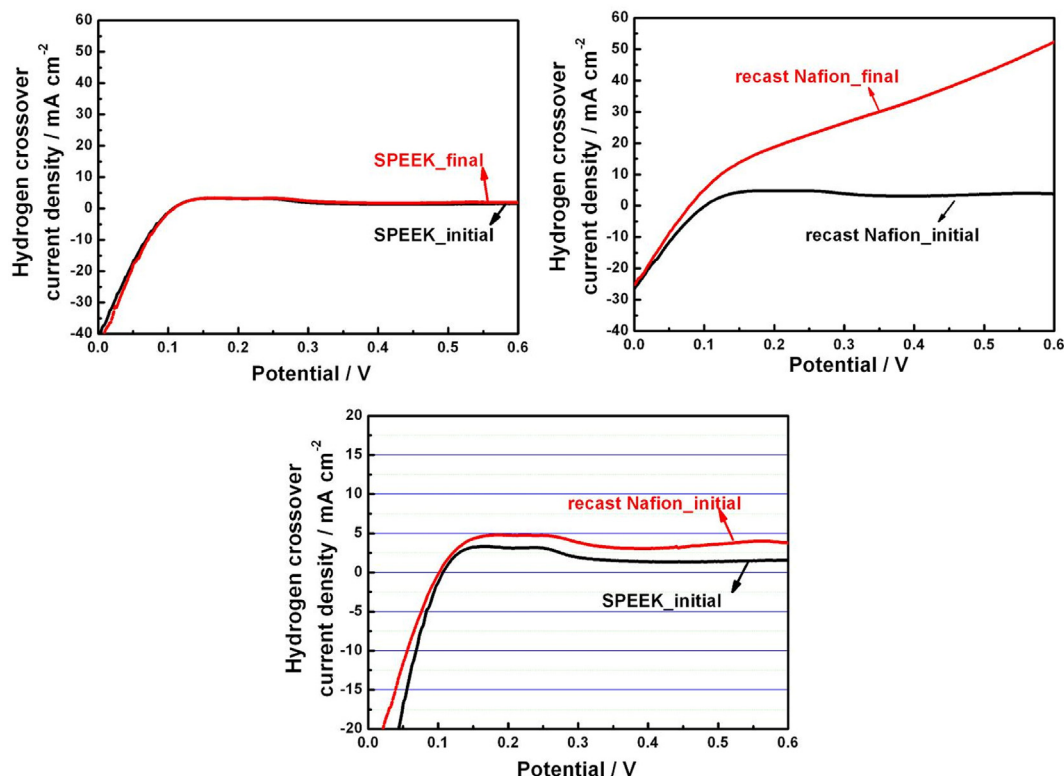 Hydrogen crossover
current density / mA cm⁻²
60
50
40
30
20
10
0
-10
-20
-30
-40
SPEEK_final
SPEEK_initial
0.0 0.1 0.2 0.3 0.4 0.5 0.6
Potential / V
Hydrogen crossover
current density / mA cm⁻²
60
50
40
30
20
10
0
-10
-20
-30
-40
recast Nafion_final
recast Nafion_initial
0.0 0.1 0.2 0.3 0.4 0.5 0.6
Potential / V
Hydrogen crossover
current density / mA cm⁻²
20
15
10
5
0
-5
-10
-15
-20
recast Nafion_initial
SPEEK_initial
0.0 0.1 0.2 0.3 0.4 0.5 0.6
Potential / V